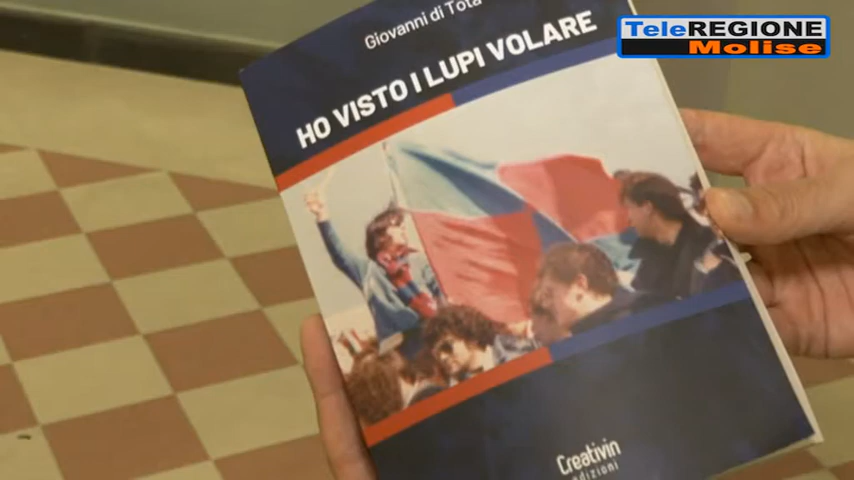 TeleREGIONE
Molise
Giovanni di Tota
HO VISTO I LUPI VOLARE
Creativin
edizioni